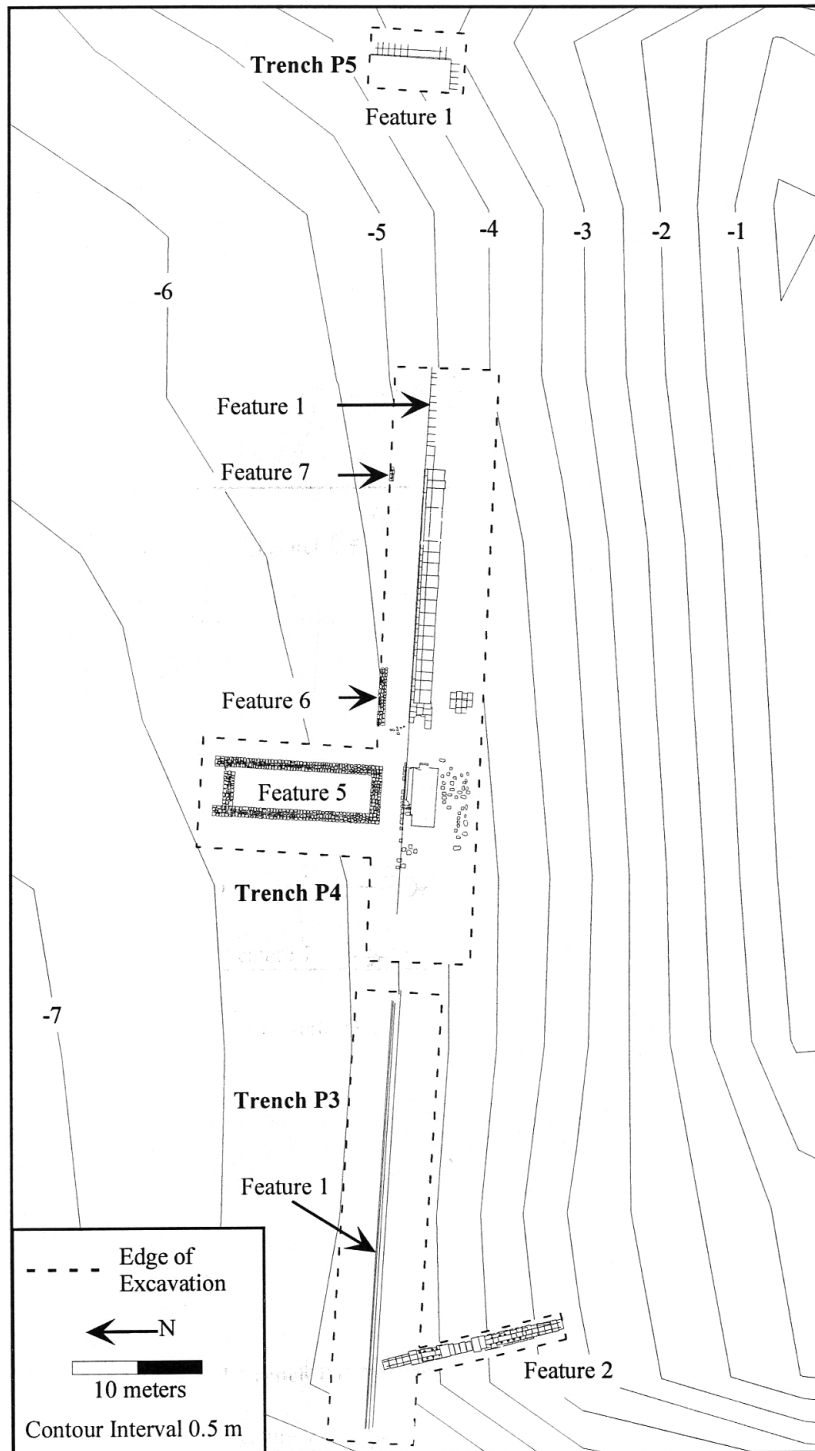 Trench P5
Feature 1
-5
-4
-3
-2
-1
-6
Feature 1
Feature 7
Feature 6
Feature 5
Trench P4
-7
Trench P3
Feature 1
Feature 2
Edge of
Excavation
N
10 meters
Contour Interval 0.5 m